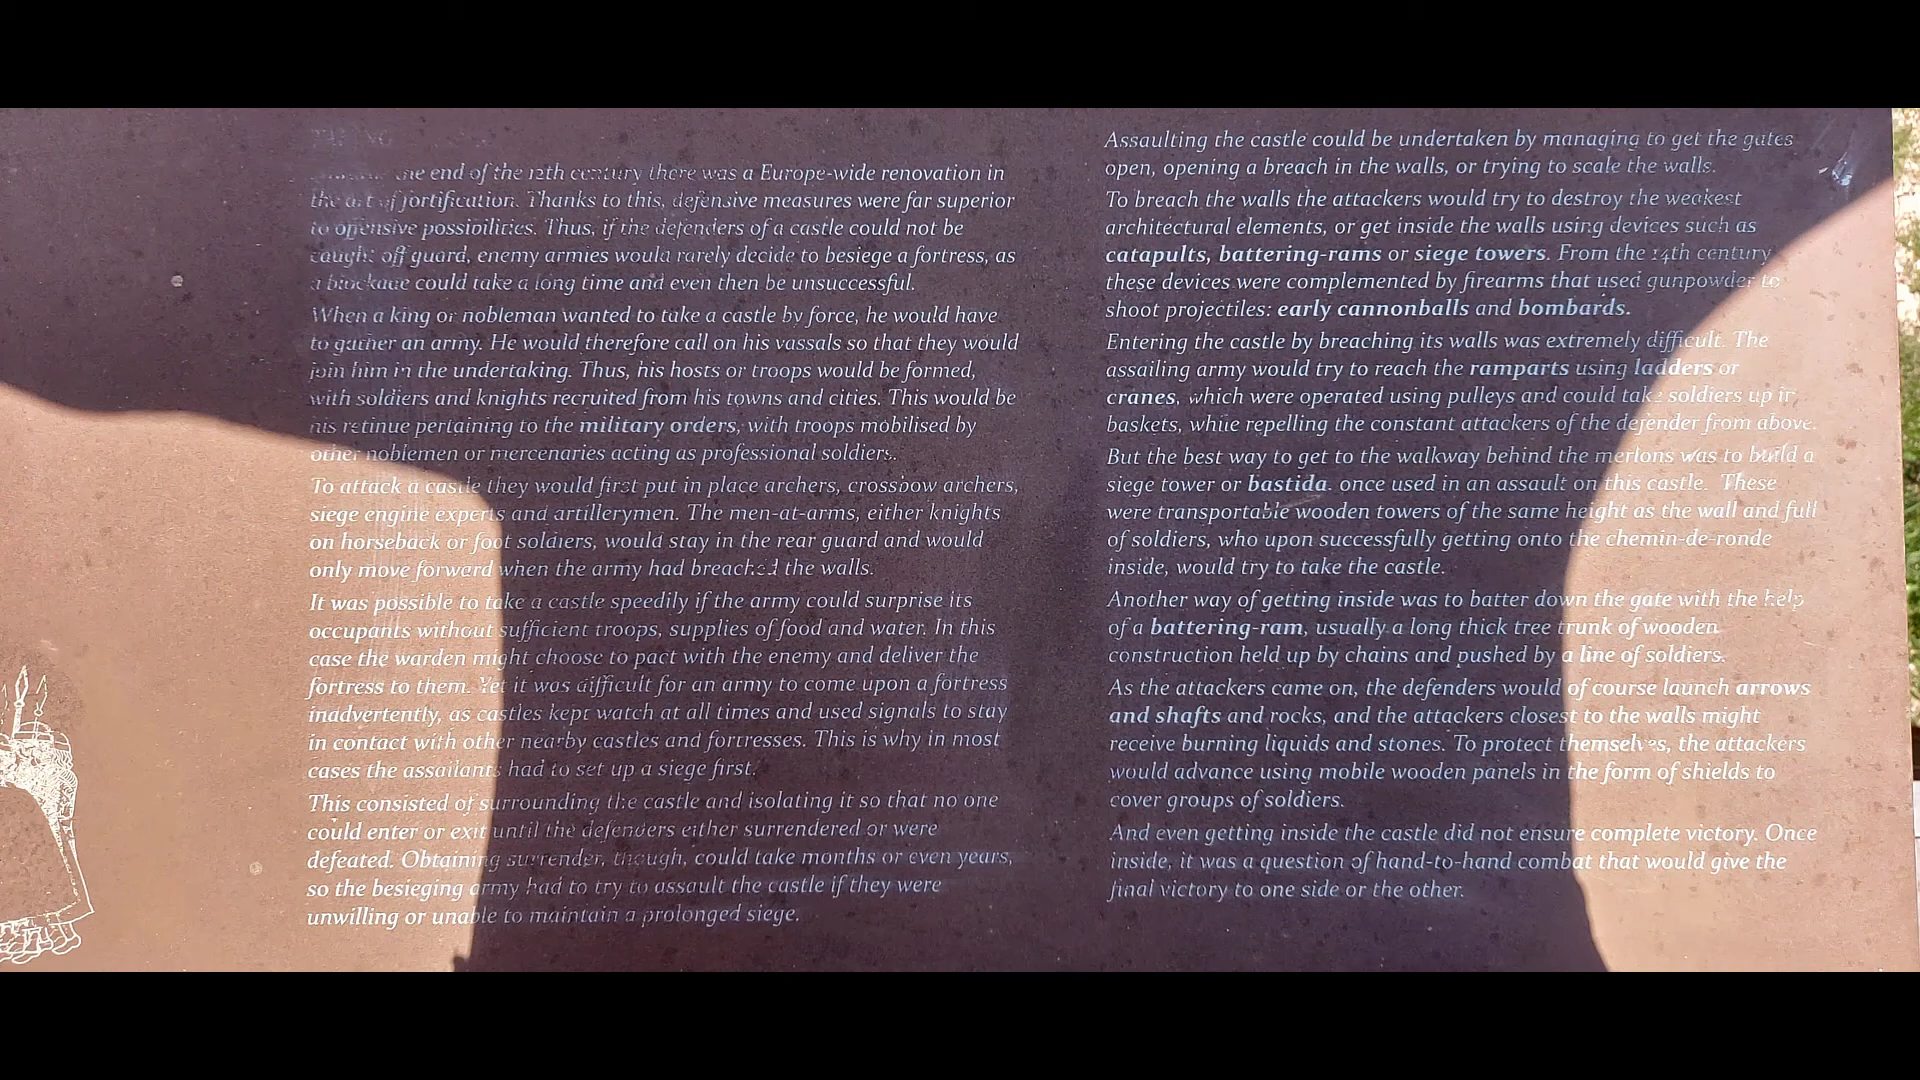 the end of the 12th century there was a Europe-wide renovation in
the art of fortification. Thanks to this, defensive measures were far superior
to offensive possibilities. Thus, if the defenders of a castle could not be
caught off guard, enemy armies would rarely decide to besiege a fortress, as
a blockade could take a long time and even then be unsuccessful.
When a king or nobleman wanted to take a castle by force, he would have
to gather an army. He would therefore call on his vassals so that they would
join him in the undertaking. Thus, his hosts or troops would be formed,
with soldiers and knights recruited from his towns and cities. This would be
his retinue pertaining to the military orders, with troops mobilised by
other noblemen or mercenaries acting as professional soldiers.
To attack a castle they would first put in place archers, crossbow archers,
siege engine experts and artillerymen. The men-at-arms, either knights
on horseback or foot soldiers, would stay in the rear guard and would
only move forward when the army had breached the walls.
It was possible to take a castle speedily if the army could surprise its
occupants without sufficient troops, supplies of food and water. In this
case the warden might choose to pact with the enemy and deliver the
fortress to them. Yet it was difficult for an army to come upon a fortress
inadvertently, as castles kept watch at all times and used signals to stay
in contact with other nearby castles and fortresses. This is why in most
cases the assailants had to set up a siege first.
This consisted of surrounding the castle and isolating it so that no one
could enter or exit until the defenders either surrendered or were
defeated. Obtaining surrender, though, could take months or even years,
so the besieging army had to try to assault the castle if they were
unwilling or unable to maintain a prolonged siege.
Assaulting the castle could be undertaken by managing to get the gates
open, opening a breach in the walls, or trying to scale the walls.
To breach the walls the attackers would try to destroy the weakest
architectural elements, or get inside the walls using devices such as
catapults, battering-rams or siege towers. From the 14th century
these devices were complemented by firearms that used gunpowder to
shoot projectiles: early cannonballs and bombards.
Entering the castle by breaching its walls was extremely difficult. The
assailing army would try to reach the ramparts using ladders or
cranes, which were operated using pulleys and could take soldiers up in
baskets, while repelling the constant attackers of the defender from above.
But the best way to get to the walkway behind the merlons was to build a
siege tower or bastida. once used in an assault on this castle. These
were transportable wooden towers of the same height as the wall and full
of soldiers, who upon successfully getting onto the chemin-de-ronde
inside, would try to take the castle.
Another way of getting inside was to batter down the gate with the help
of a battering-ram, usually a long thick tree trunk of wooden
construction held up by chains and pushed by a line of soldiers.
As the attackers came on, the defenders would of course launch arrows
and shafts and rocks, and the attackers closest to the walls might
receive burning liquids and stones. To protect themselves, the attackers
would advance using mobile wooden panels in the form of shields to
cover groups of soldiers.
And even getting inside the castle did not ensure complete victory. Once
inside, it was a question of hand-to-hand combat that would give the
final victory to one side or the other.